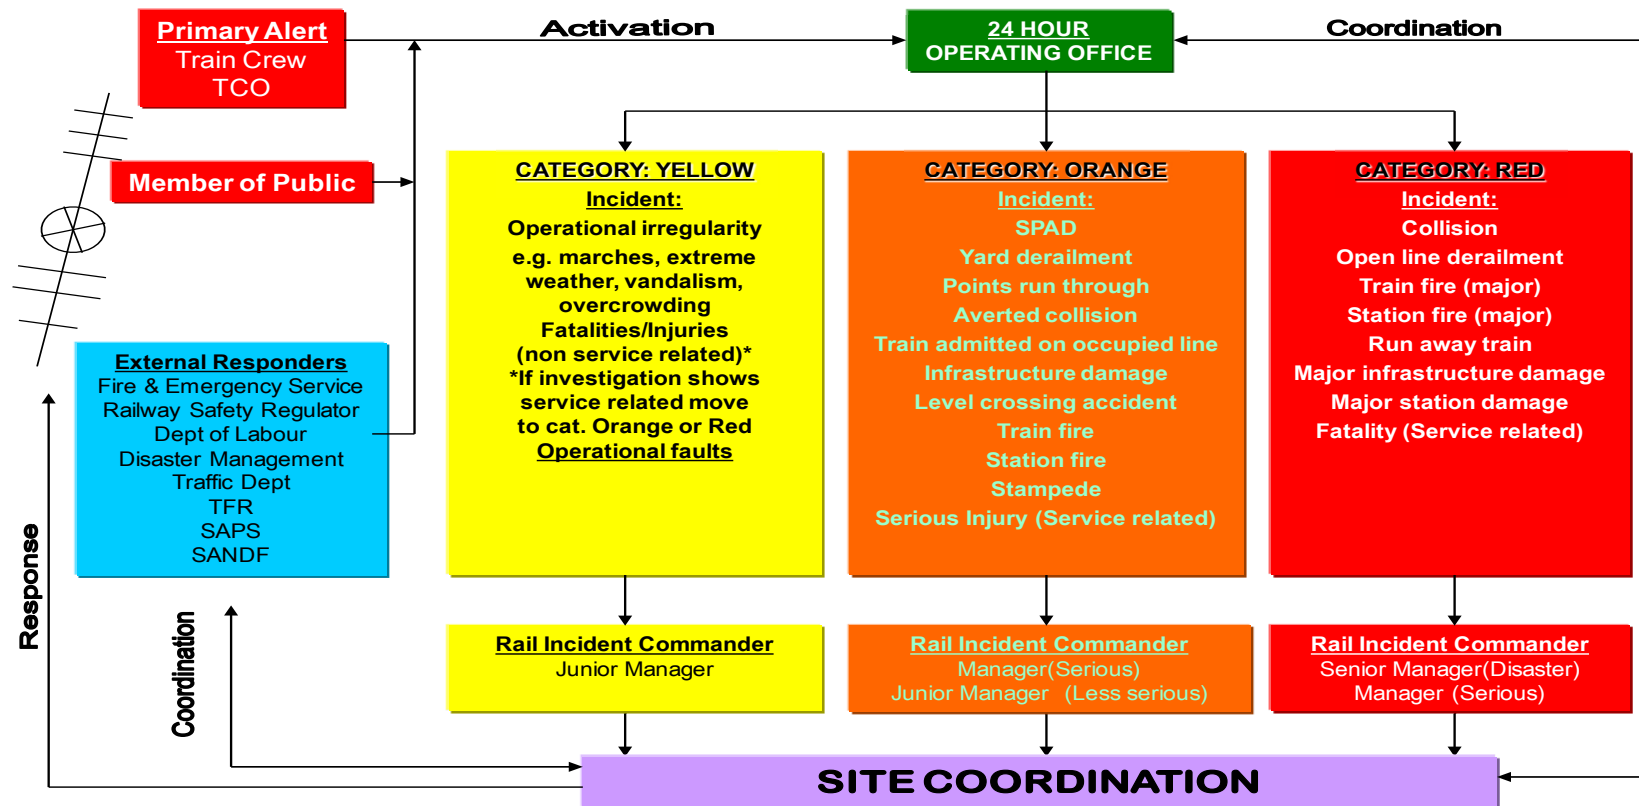 Primary Alert
Train Crew
TCO
Activation
24 HOUR
OPERATING OFFICE
Coordination
Member of Public
External Responders
Fire & Emergency Service
Railway Safety Regulator
Dept of Labour
Disaster Management
Traffic Dept
TFR
SAPS
SANDF
CATEGORY: YELLOW
Incident:
Operational irregularity
e.g. marches, extreme
weather, vandalism,
overcrowding
Fatalities/Injuries
(non service related)*
*If investigation shows
service related move
to cat. Orange or Red
Operational faults
CATEGORY: ORANGE
Incident:
SPAD
Yard derailment
Points run through
Averted collision
Train admitted on occupied line
Infrastructure damage
Level crossing accident
Train fire
Station fire
Stampede
Serious Injury (Service related)
CATEGORY: RED
Incident:
Collision
Open line derailment
Train fire (major)
Station fire (major)
Run away train
Major infrastructure damage
Major station damage
Fatality (Service related)
Response
Coordination
Rail Incident Commander
Junior Manager
Rail Incident Commander
Manager(Serious)
Junior Manager (Less serious)
Rail Incident Commander
Senior Manager(Disaster)
Manager (Serious)
SITE COORDINATION